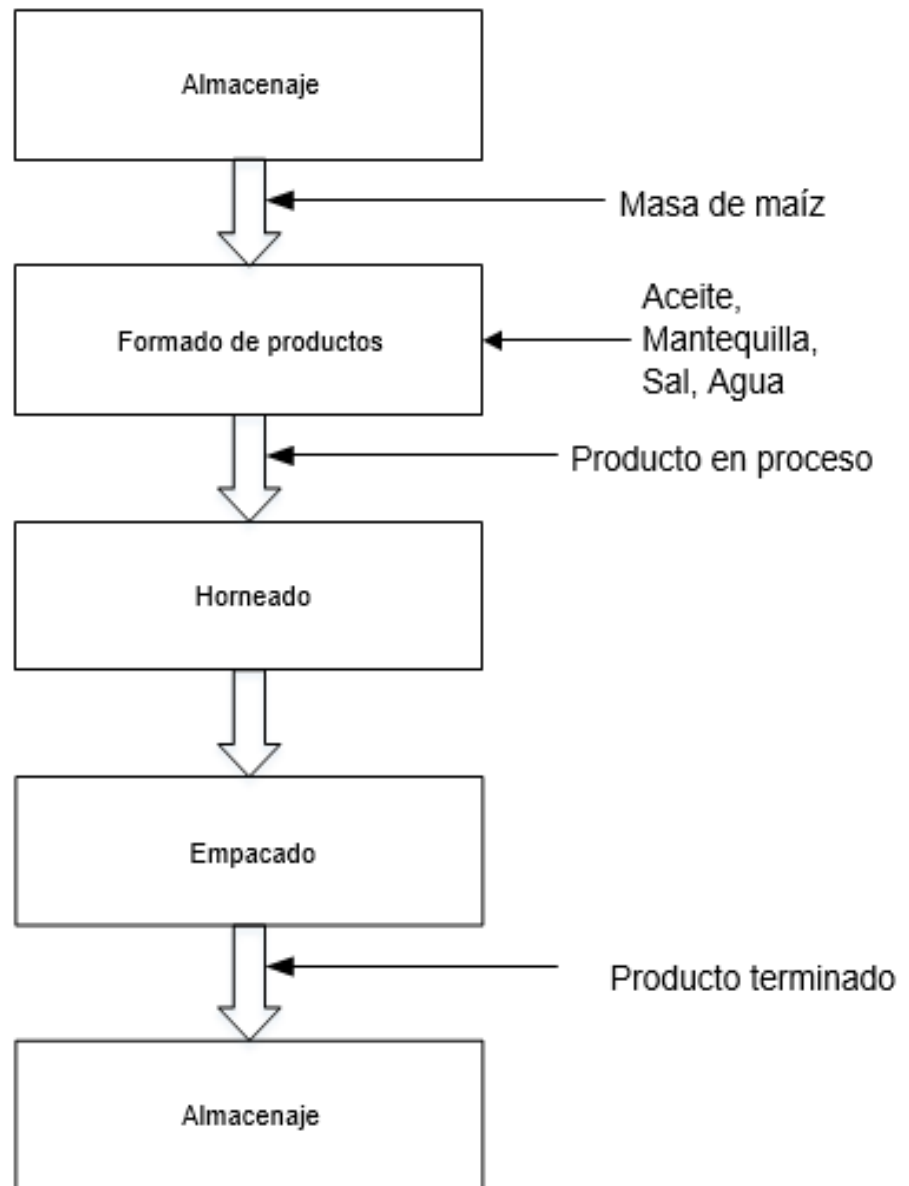 Almacenaje
Masa de maíz
Formado de productos
Aceite,
Mantequilla,
Sal, Agua
Producto en proceso
Horneado
Empacado
Producto terminado
Almacenaje